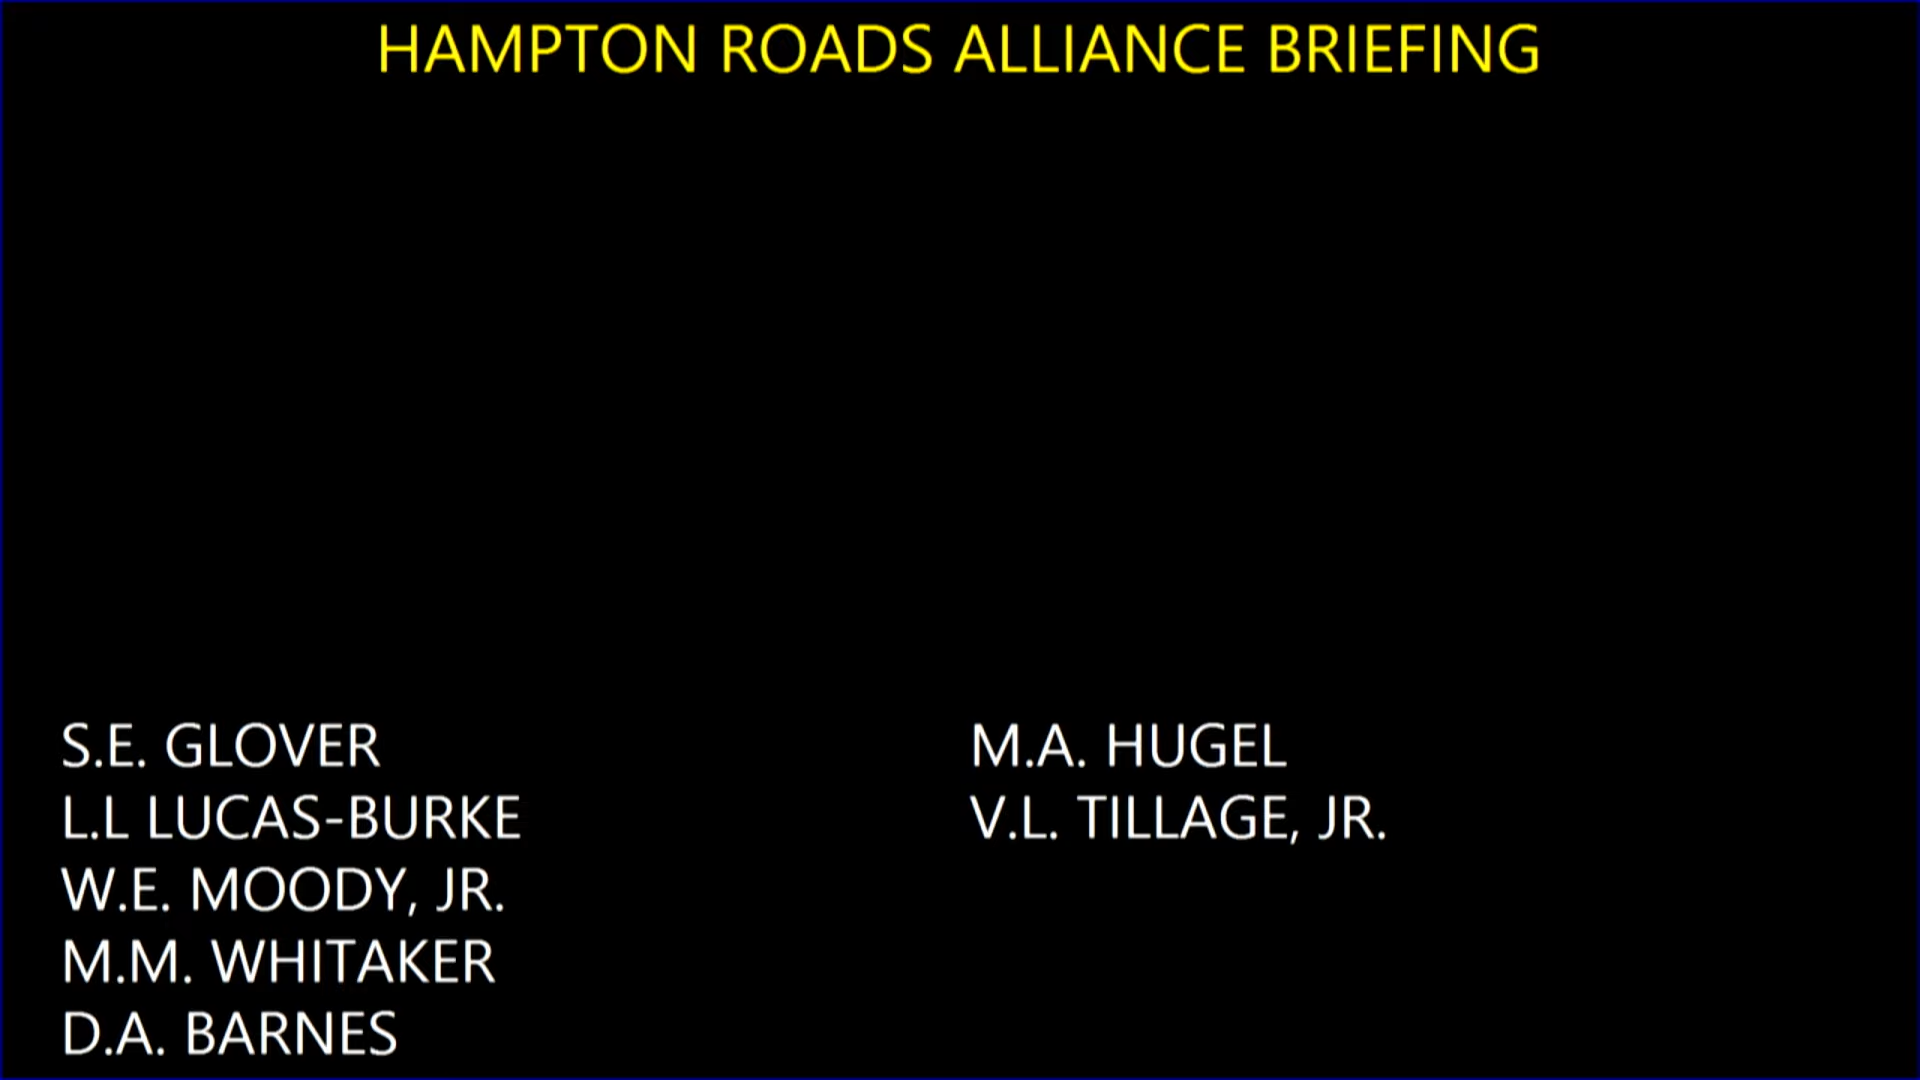 HAMPTON ROADS ALLIANCE BRIEFING
S.E. GLOVER
L.L LUCAS-BURKE
W.E. MOODY, JR.
M.M. WHITAKER
D.A. BARNES
M.A. HUGEL
V.L. TILLAGE, JR.